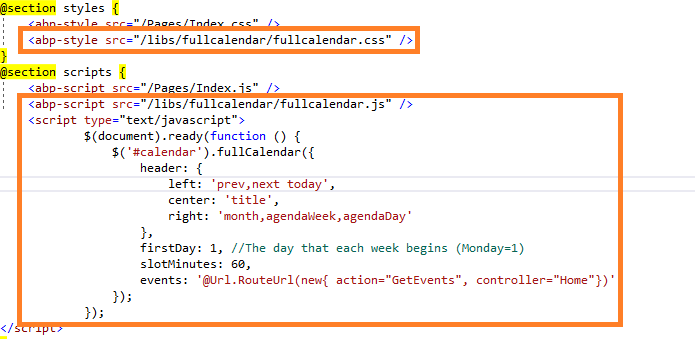 @section styles {
<abp-style src="/Pages/Index.css" />
<abp-style src="/libs/fullcalendar/fullcalendar.css" />
}
@section scripts {
<abp-script src="/Pages/Index.js" />
<abp-script src="/libs/fullcalendar/fullcalendar.js" />
<script type="text/javascript">
$(document).ready(function () {
$('#calendar').fullCalendar({
header: {
left: 'prev,next today',
center: 'title',
right: 'month,agendaWeek,agendaDay'
},
firstDay: 1, //The day that each week begins (Monday=1)
slotMinutes: 60,
events: '@Url.RouteUrl(new{ action="GetEvents", controller="Home"})'
});
});
</script>